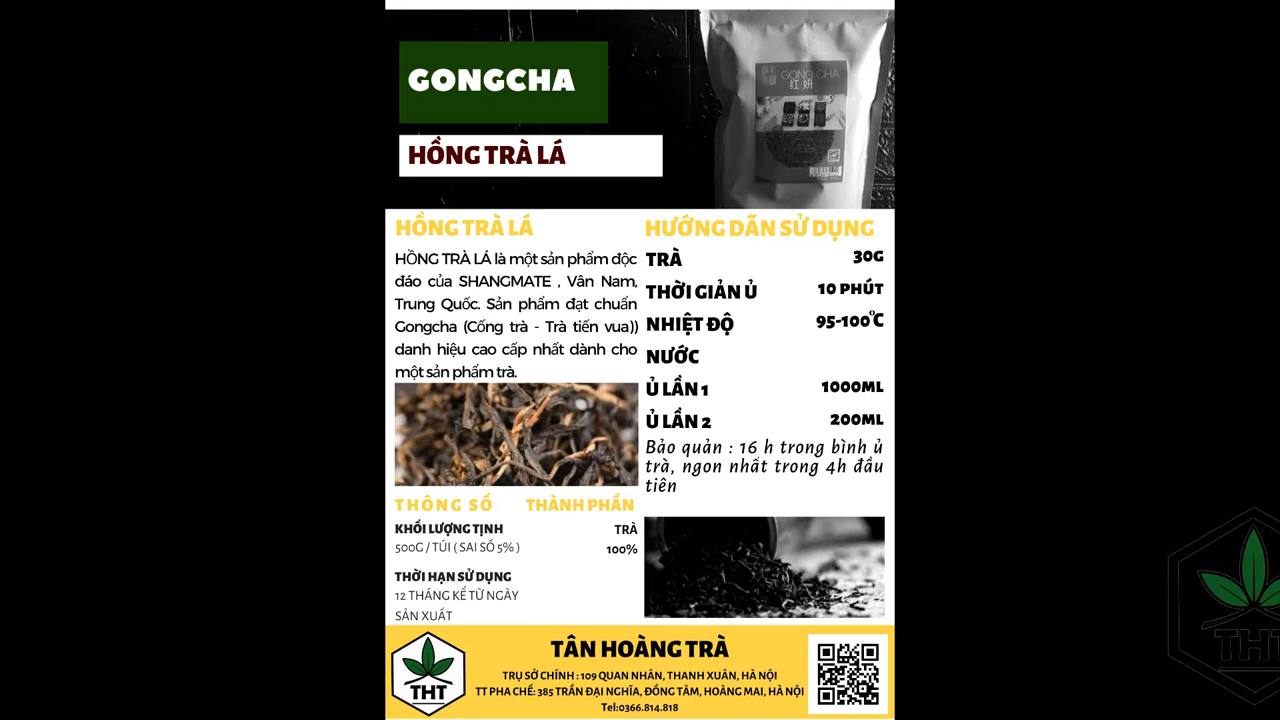 GONGCHA
HỒNG TRÀ LÁ
GONG CHA
红 妍
HỒNG TRÀ LÁ
HỒNG TRÀ LÁ là một sản phẩm độc
đáo của SHANGMATE , Vân Nam,
Trung Quốc. Sản phẩm đạt chuẩn
Gongcha (Cống trà - Trà tiến vua))
danh hiệu cao cấp nhất dành cho
một sản phẩm trà.
THÔNG SỐ THÀNH PHẦN
KHỐI LƯỢNG TỊNH TRÀ
500G / TÚI ( SAI SỐ 5% ) 100%
THỜI HẠN SỬ DỤNG
12 THÁNG KỂ TỪ NGÀY
SẢN XUẤT
HƯỚNG DẪN SỬ DỤNG
TRÀ 30G
THỜI GIẢN Ủ 10 PHÚT
NHIỆT ĐỘ 95-100°C
NƯỚC
Ủ LẦN 1 1000ML
Ủ LẦN 2 200ML
Bảo quản : 16 h trong bình ủ
trà, ngon nhất trong 4h đầu
tiên
THT
TÂN HOÀNG TRÀ
TRỤ SỞ CHÍNH : 109 QUAN NHÂN, THANH XUÂN, HÀ NỘI
TT PHA CHẾ: 385 TRẦN ĐẠI NGHĨA, ĐỒNG TÂM, HOÀNG MAI, HÀ NỘI
Tel:0366.814.818
THT